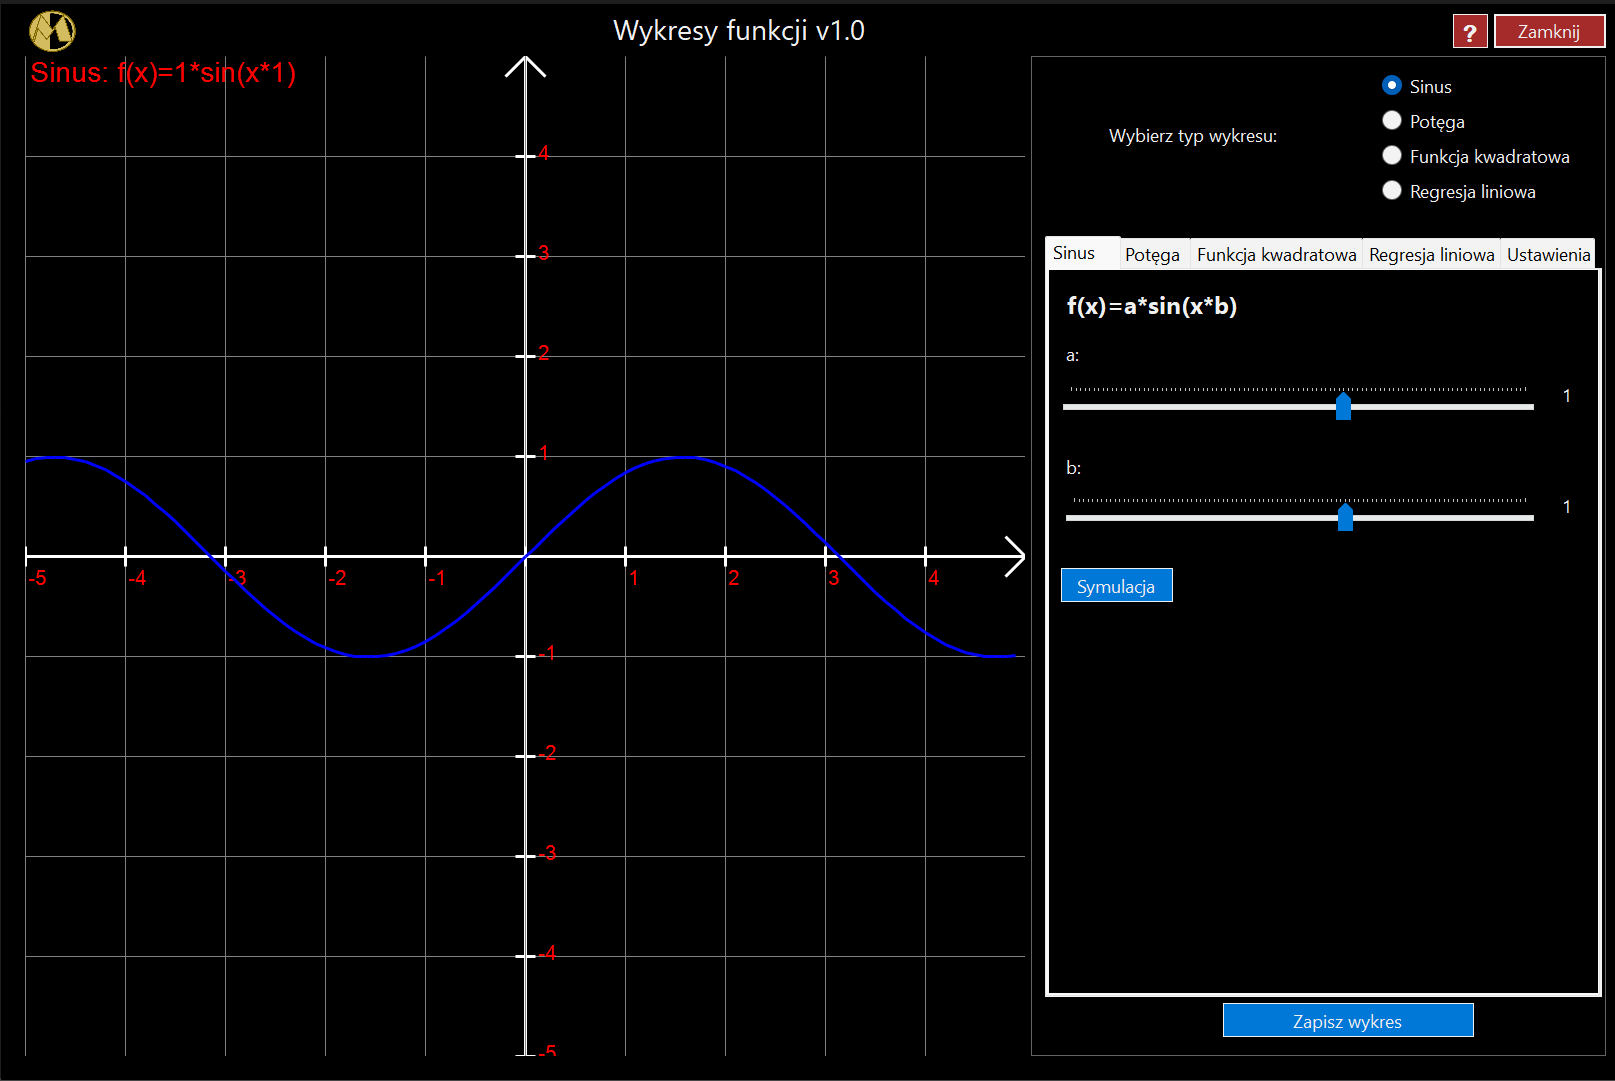 Wykresy funkcji v1.0
?
Zamknij
Sinus: f(x)=1*sin(x*1)
4
3
2
1
-5
-4
-3
-2
-1
1
2
3
4
-1
-2
-3
-4
-5
Wybierz typ wykresu:
Sinus
Potęga
Funkcja kwadratowa
Regresja liniowa
Sinus Potęga Funkcja kwadratowa Regresja liniowa Ustawienia
f(x)=a*sin(x*b)
a:
1
b:
1
Symulacja
Zapisz wykres